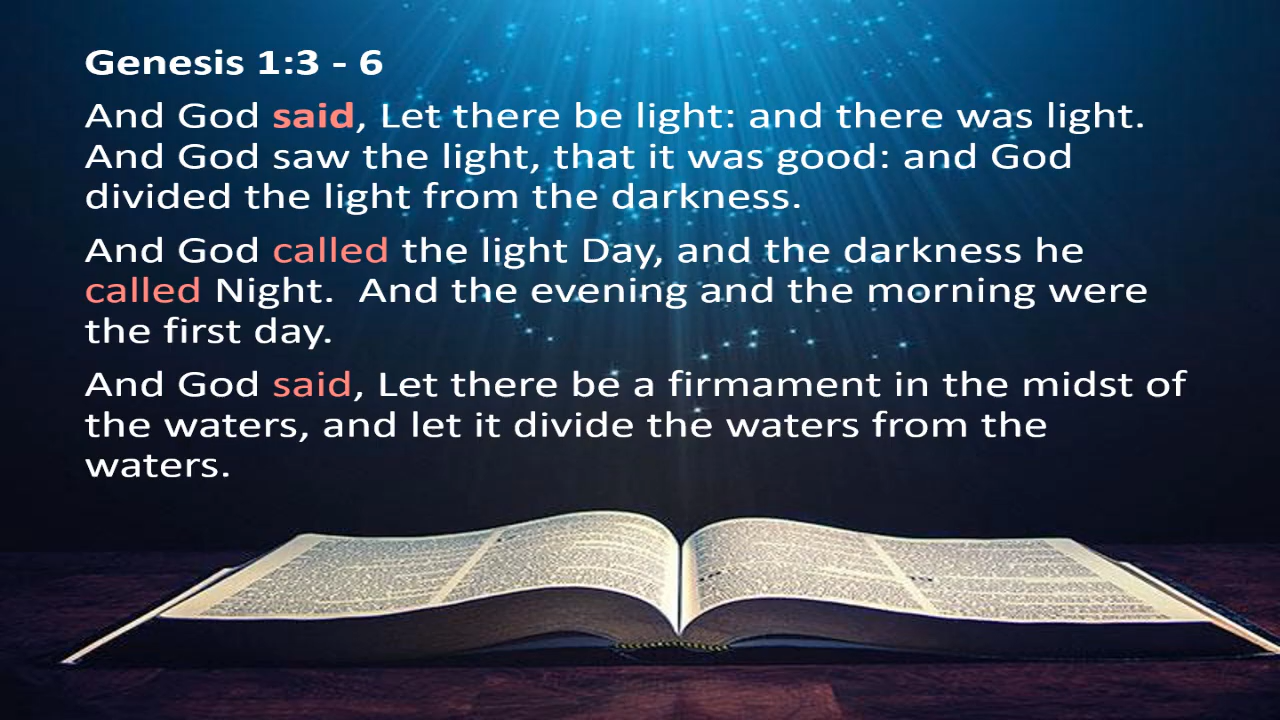 Genesis 1:3 - 6
And God said, Let there be light: and there was light.
And God saw the light, that it was good: and God
divided the light from the darkness.
And God called the light Day, and the darkness he
called Night.  And the evening and the morning were
the first day.
And God said, Let there be a firmament in the midst of
the waters, and let it divide the waters from the
waters.